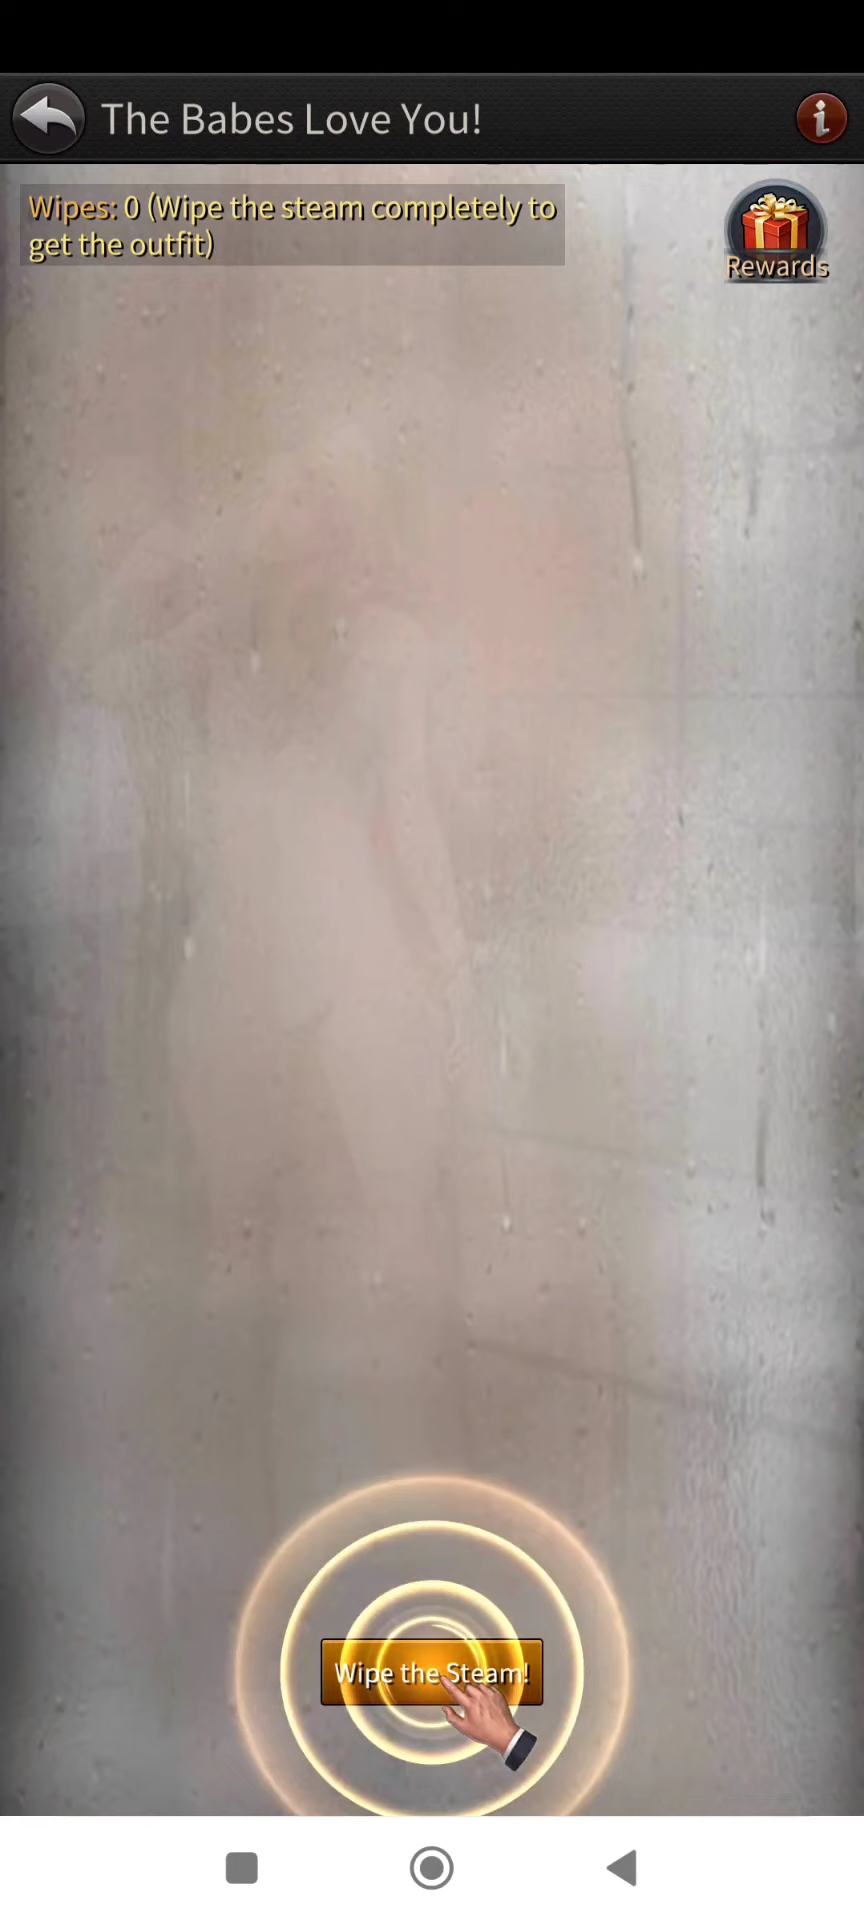 The Babes Love You!
Wipes: 0 (Wipe the steam completely to
get the outfit)
Rewards
Wipe the Steam!